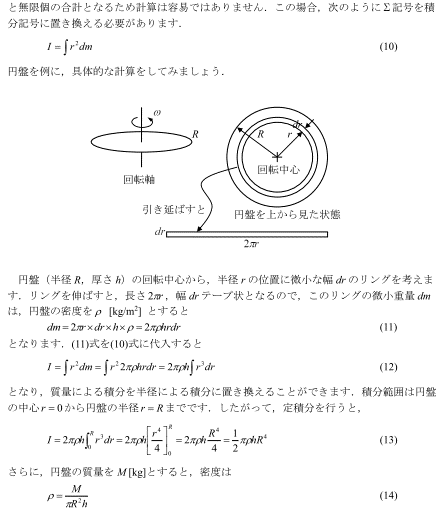 と無限個の合計となるため計算は容易ではありません．この場合，次のようにΣ記号を積
分記号に置き換える必要があります．
I = ∫ r² dm (10)
円盤を例に，具体的な計算をしてみましょう．
ω
R
回転軸
dr
R
r
回転中心
引き延ばすと
円盤を上から見た状態
dr
2πr
円盤（半径 R，厚さ h）の回転中心から，半径 r の位置に微小な幅 dr のリングを考えま
す．リングを伸ばすと，長さ 2πr，幅 dr テープ状となるので，このリングの微小重量 dm
は，円盤の密度を ρ [kg/m²] とすると
dm = 2πr × dr × h × ρ = 2πρhrdr (11)
となります．(11)式を(10)式に代入すると
I = ∫ r² dm = ∫ r² 2πρhrdr = 2πρh ∫ r³ dr (12)
となり，質量による積分を半径による積分に置き換えることができます．積分範囲は円盤
の中心 r = 0 から円盤の半径 r = R までです．したがって，定積分を行うと，
I = 2πρh ∫₀ᴿ r³ dr = 2πρh [r⁴/4]₀ᴿ = 2πρh R⁴/4 = 1/2 πρhR⁴ (13)
さらに，円盤の質量を M [kg]とすると，密度は
ρ = M/πR²h (14)